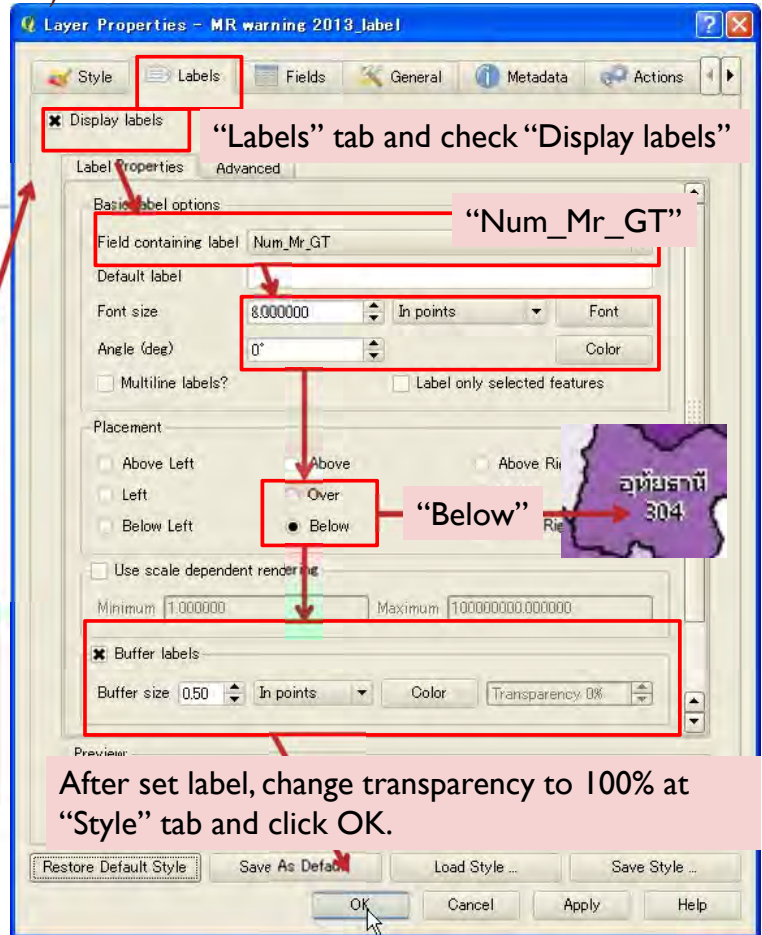 Layer Properties - MR warning 2013_label
Style Labels Fields General Metadata Actions
Display labels
“Labels” tab and check “Display labels”
Label Properties Advanced
Basic label options
“Num_Mr_GT”
Field containing label Num_Mr_GT
Default label
Font size 8.000000 In points Font
Angle (deg) 0° Color
Multiline labels? Label only selected features
Placement
Above Left Above Above Ri
Left Over
อุทัยธานี
304
“Below”
Below Left Below Rig
Use scale dependent rendering
Minimum 1.000000 Maximum 100000000.000000
Buffer labels
Buffer size 0.50 In points Color Transparency 0%
Preview:
After set label, change transparency to 100% at
“Style” tab and click OK.
Restore Default Style Save As Default Load Style ... Save Style ...
OK Cancel Apply Help